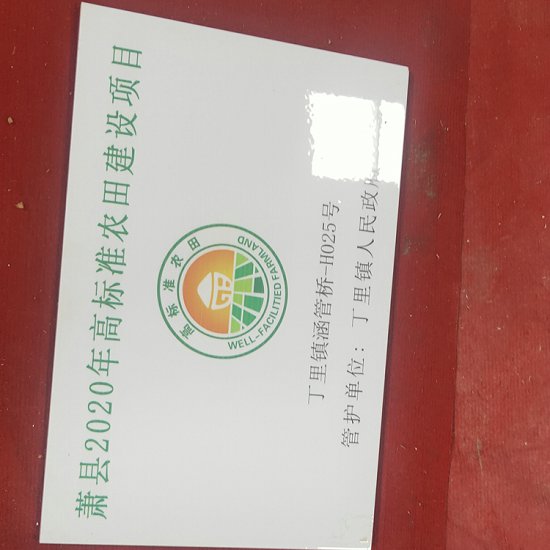 萧县2020年高标准农田建设项目
高标准农田
WELL-FACILITIED FARMLAND
丁里镇涵管桥-H025号
管护单位：丁里镇人民政府